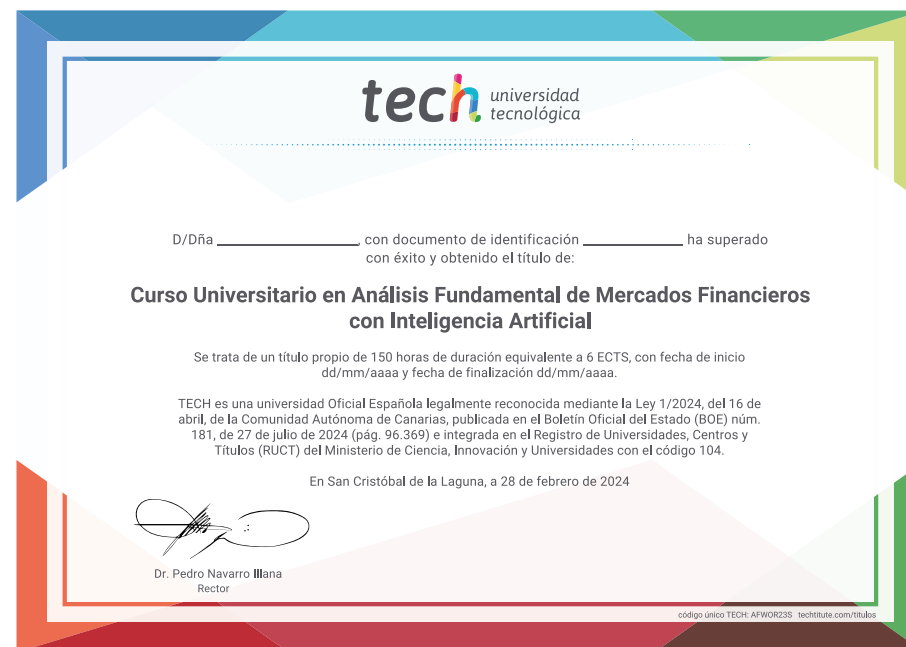 tech universidad
tecnológica
D/Dña ____________, con documento de identificación ____________ ha superado
con éxito y obtenido el título de:
Curso Universitario en Análisis Fundamental de Mercados Financieros
con Inteligencia Artificial
Se trata de un título propio de 150 horas de duración equivalente a 6 ECTS, con fecha de inicio
dd/mm/aaaa y fecha de finalización dd/mm/aaaa.
TECH es una universidad Oficial Española legalmente reconocida mediante la Ley 1/2024, del 16 de
abril, de la Comunidad Autónoma de Canarias, publicada en el Boletín Oficial del Estado (BOE) núm.
181, de 27 de julio de 2024 (pág. 96.369) e integrada en el Registro de Universidades, Centros y
Títulos (RUCT) del Ministerio de Ciencia, Innovación y Universidades con el código 104.
En San Cristóbal de la Laguna, a 28 de febrero de 2024
Dr. Pedro Navarro Illana
Rector
código único TECH: AFWOR23S techtitute.com/titulos